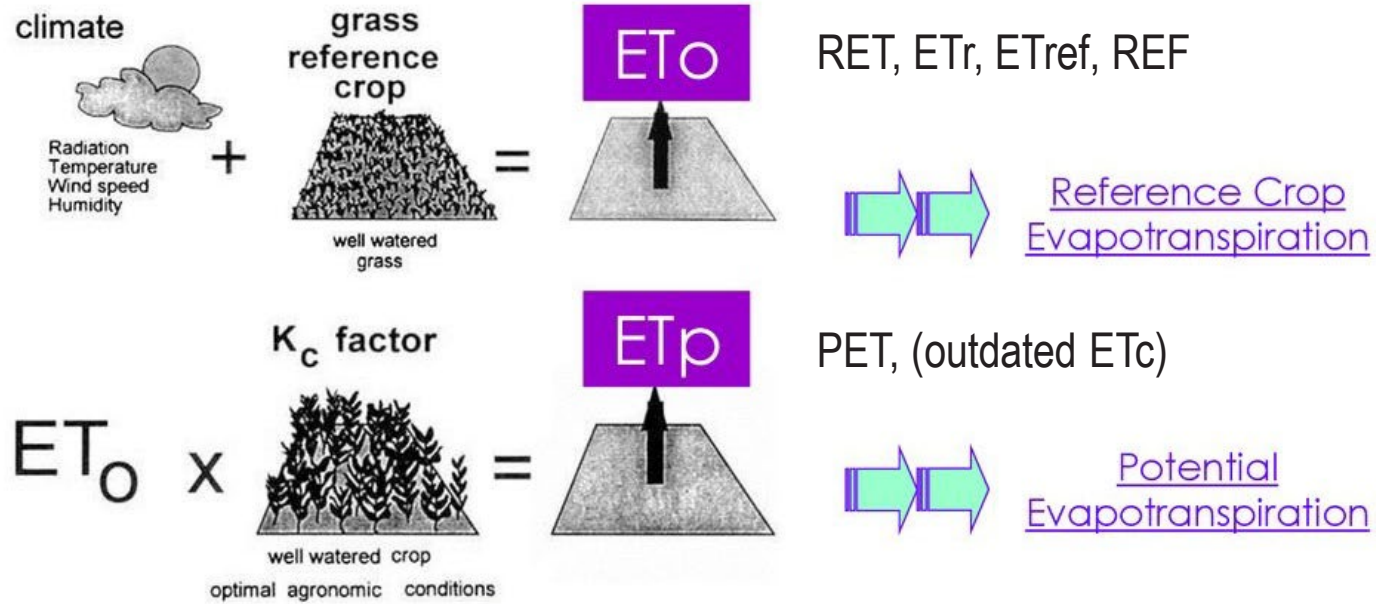 climate
Radiation
Temperature
Wind speed
Humidity
+
grass
reference
crop
well watered
grass
=
ETo
RET, ETr, ETref, REF
Reference Crop
Evapotranspiration
ETo
x
Kc factor
well watered crop
optimal agronomic conditions
=
ETp
PET, (outdated ETc)
Potential
Evapotranspiration